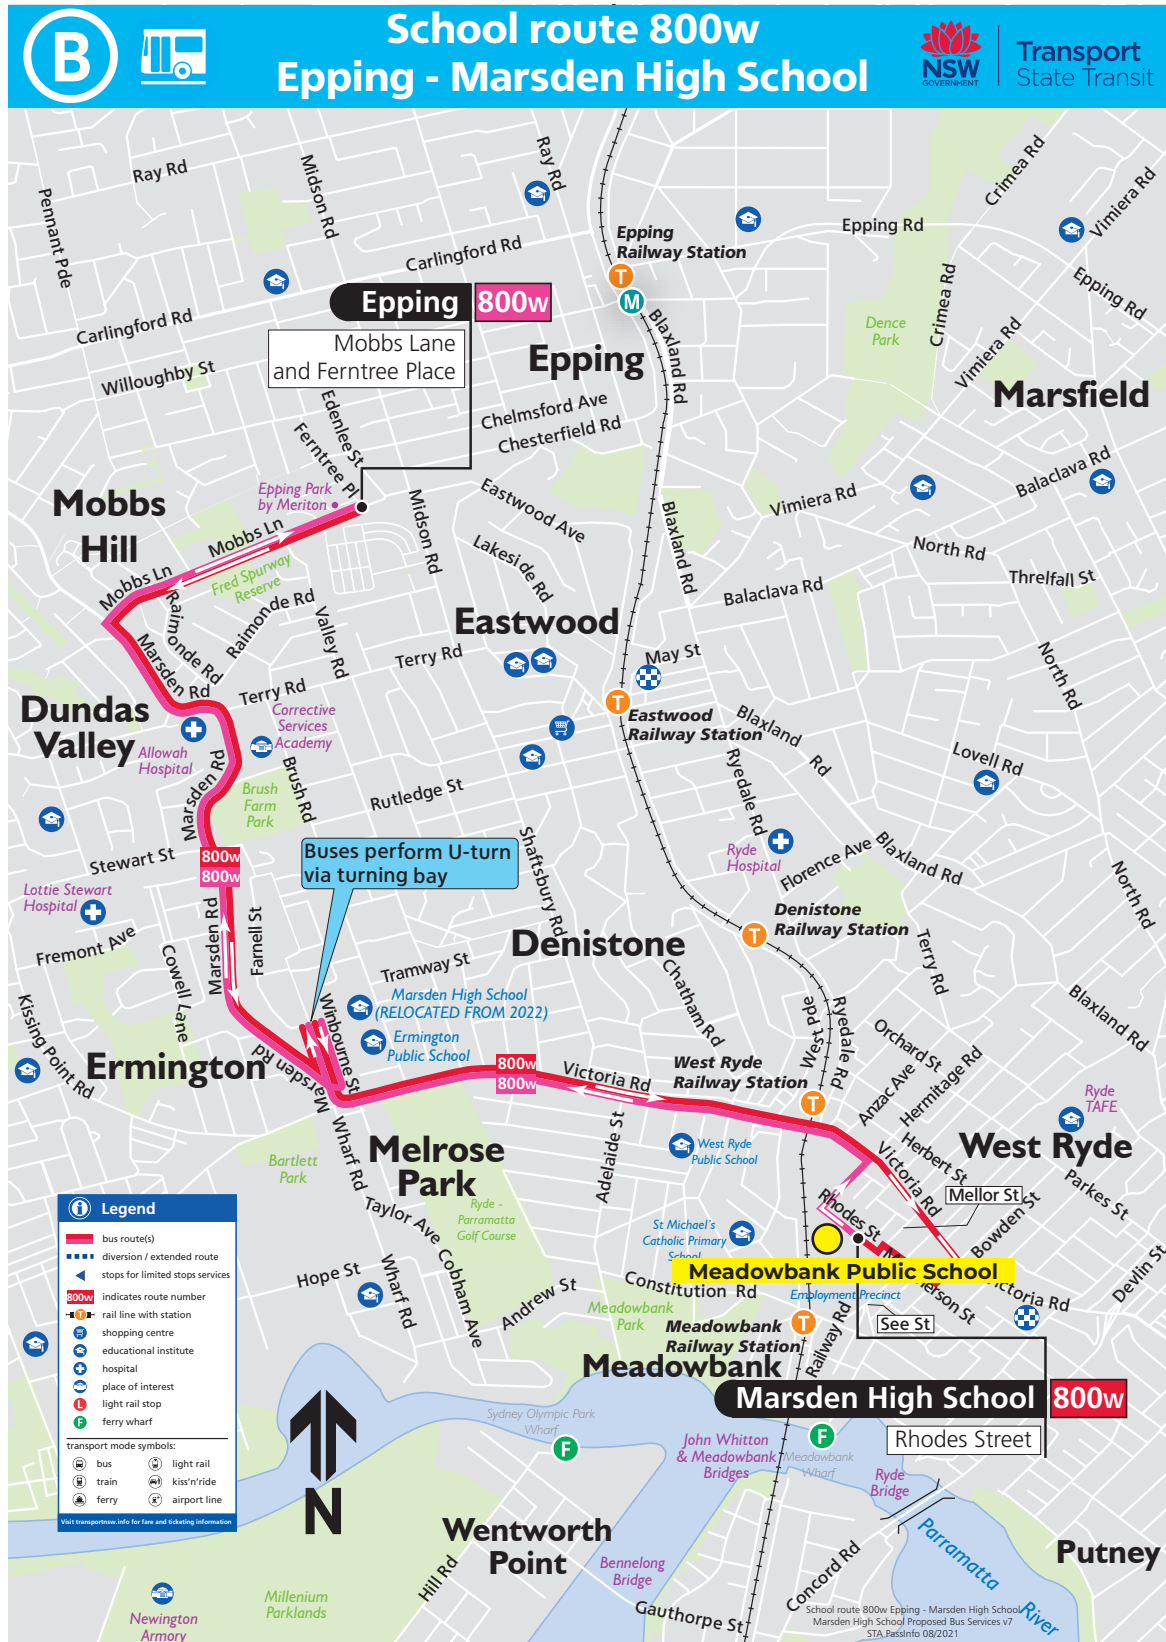 B
School route 800w
Epping - Marsden High School
NSW
GOVERNMENT
Transport
State Transit
Ray Rd
Midson Rd
Pennant Pde
Ray Rd
Crimea Rd
Vimiera Rd
Epping Rd
Epping
Railway Station
T
M
Carlingford Rd
Epping Rd
Crimea Rd
Epping
800w
Mobbs Lane
and Ferntree Place
Carlingford Rd
Willoughby St
Blaxland Rd
Dence
Park
Vimiera Rd
Epping
Marsfield
Edenlee St
Ferntree Pl
Chelmsford Ave
Chesterfield Rd
Balaclava Rd
Epping Park
by Meriton
Mobbs
Hill
Eastwood Ave
Midson Rd
Vimiera Rd
Mobbs Ln
Lakeside Rd
Blaxland Rd
North Rd
Fred Spurway
Reserve
Mobbs Ln
Threlfall St
Balaclava Rd
Raimonde Rd
Raimonde Rd
Valley Rd
Eastwood
Marsden Rd
Terry Rd
May St
North Rd
Terry Rd
Dundas
Valley
Corrective
Services
Academy
T
Eastwood
Railway Station
Blaxland
Rd
Allowah
Hospital
Lovell Rd
Marsden Rd
Brush
Farm
Park
Brush Rd
Rutledge St
Ryedale Rd
Stewart St
800w
800w
Buses perform U-turn
via turning bay
Shaftsbury Rd
Ryde
Hospital
Florence Ave
Blaxland Rd
North Rd
Lottie Stewart
Hospital
Denistone
Railway Station
T
Marsden Rd
Farnell St
Fremont Ave
Cowell Lane
Denistone
Terry Rd
Tramway St
Chatham Rd
Kissing Point Rd
Marsden High School
(RELOCATED FROM 2022)
Winbourne St
Ermington
Public School
West Pde
Ryedale Rd
Orchard St
Blaxland Rd
Ermington
Marsden Rd
800w
800w
Victoria Rd
West Ryde
Railway Station
T
Anzac Ave
Hermitage Rd
Ryde
TAFE
Wharf Rd
Melrose
Park
Adelaide St
West Ryde
Public School
Victoria Rd
Herbert St
West Ryde
Bartlett
Park
Mellor St
Parkes St
Rhodes St
Taylor Ave
Ryde -
Parramatta
Golf Course
St Michael's
Catholic Primary
School
Bowden St
Legend
bus route(s)
diversion / extended route
stops for limited stops services
800w
indicates route number
T
rail line with station
shopping centre
educational institute
hospital
place of interest
L
light rail stop
F
ferry wharf
transport mode symbols:
bus
light rail
train
kiss'n'ride
ferry
airport line
Visit transportnsw.info for fare and ticketing information
Hope St
Wharf Rd
Cobham Ave
Andrew St
Meadowbank Public School
Constitution Rd
Employment Precinct
Victoria Rd
Devlin St
Meadowbank
Park
Meadowbank
Railway Station
T
Railway Rd
See St
Meadowbank
Marsden High School
800w
Rhodes Street
Sydney Olympic Park
Wharf
F
John Whitton
& Meadowbank
Bridges
F
Meadowbank
Wharf
Ryde
Bridge
N
Wentworth
Point
Parramatta
River
Putney
Hill Rd
Bennelong
Bridge
Concord Rd
Millenium
Parklands
Newington
Armory
Gauthorpe St
School route 800w Epping - Marsden High School
Marsden High School Proposed Bus Services v7
STA PassInfo 08/2021